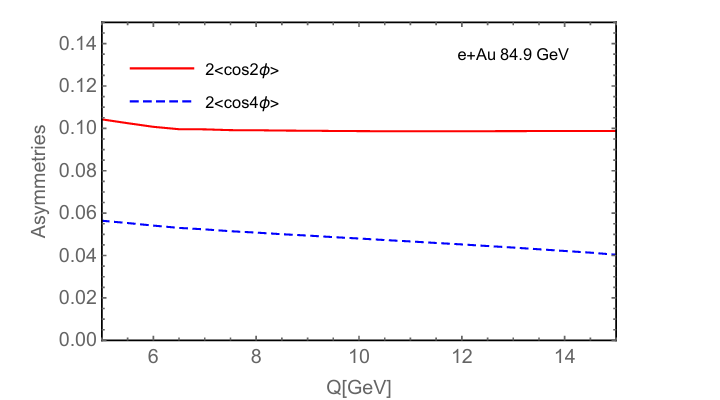 0.14
0.12
0.10
0.08
0.06
0.04
0.02
0.00
Asymmetries
e+Au 84.9 GeV
2<cos2ϕ>
2<cos4ϕ>
6 8 10 12 14
Q[GeV]